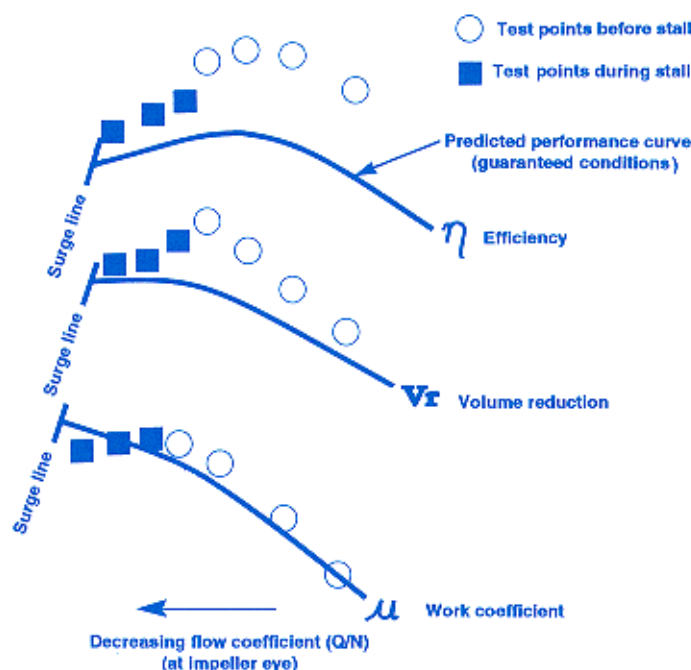 Test points before stall
Test points during stall
Predicted performance curve
(guaranteed conditions)
η Efficiency
Surge line
Vr Volume reduction
Surge line
μ Work coefficient
Surge line
Decreasing flow coefficient (Q/N)
(at impeller eye)